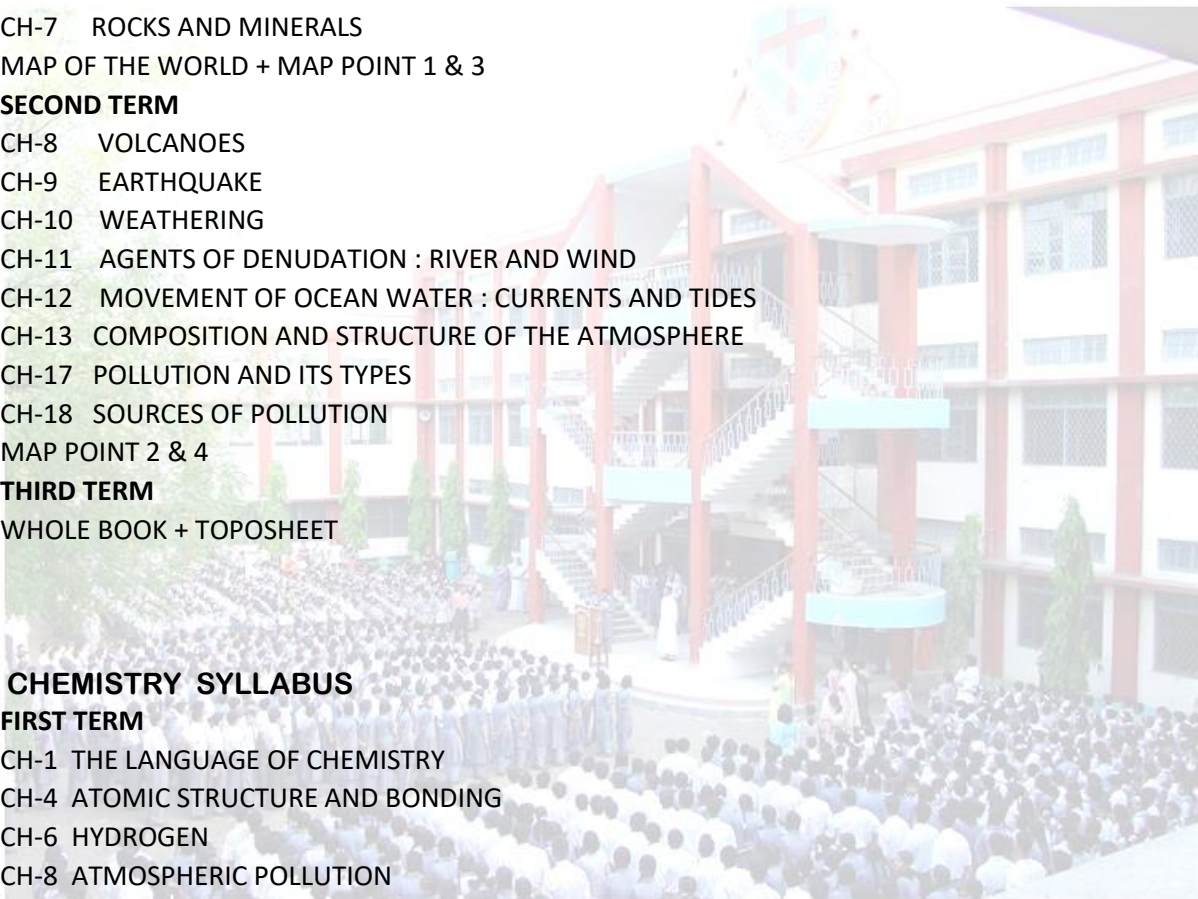 CH-7 ROCKS AND MINERALS
MAP OF THE WORLD + MAP POINT 1 & 3
SECOND TERM
CH-8 VOLCANOES
CH-9 EARTHQUAKE
CH-10 WEATHERING
CH-11 AGENTS OF DENUDATION : RIVER AND WIND
CH-12 MOVEMENT OF OCEAN WATER : CURRENTS AND TIDES
CH-13 COMPOSITION AND STRUCTURE OF THE ATMOSPHERE
CH-17 POLLUTION AND ITS TYPES
CH-18 SOURCES OF POLLUTION
MAP POINT 2 & 4
THIRD TERM
WHOLE BOOK + TOPOSHEET
CHEMISTRY SYLLABUS
FIRST TERM
CH-1 THE LANGUAGE OF CHEMISTRY
CH-4 ATOMIC STRUCTURE AND BONDING
CH-6 HYDROGEN
CH-8 ATMOSPHERIC POLLUTION